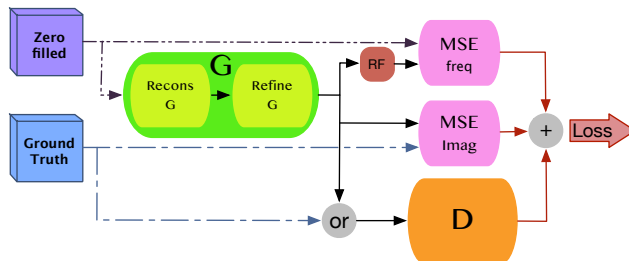 Zero
filled
G
Recons
G
Refine
G
RF
MSE
freq
MSE
Imag
+
Loss
Ground
Truth
or
D